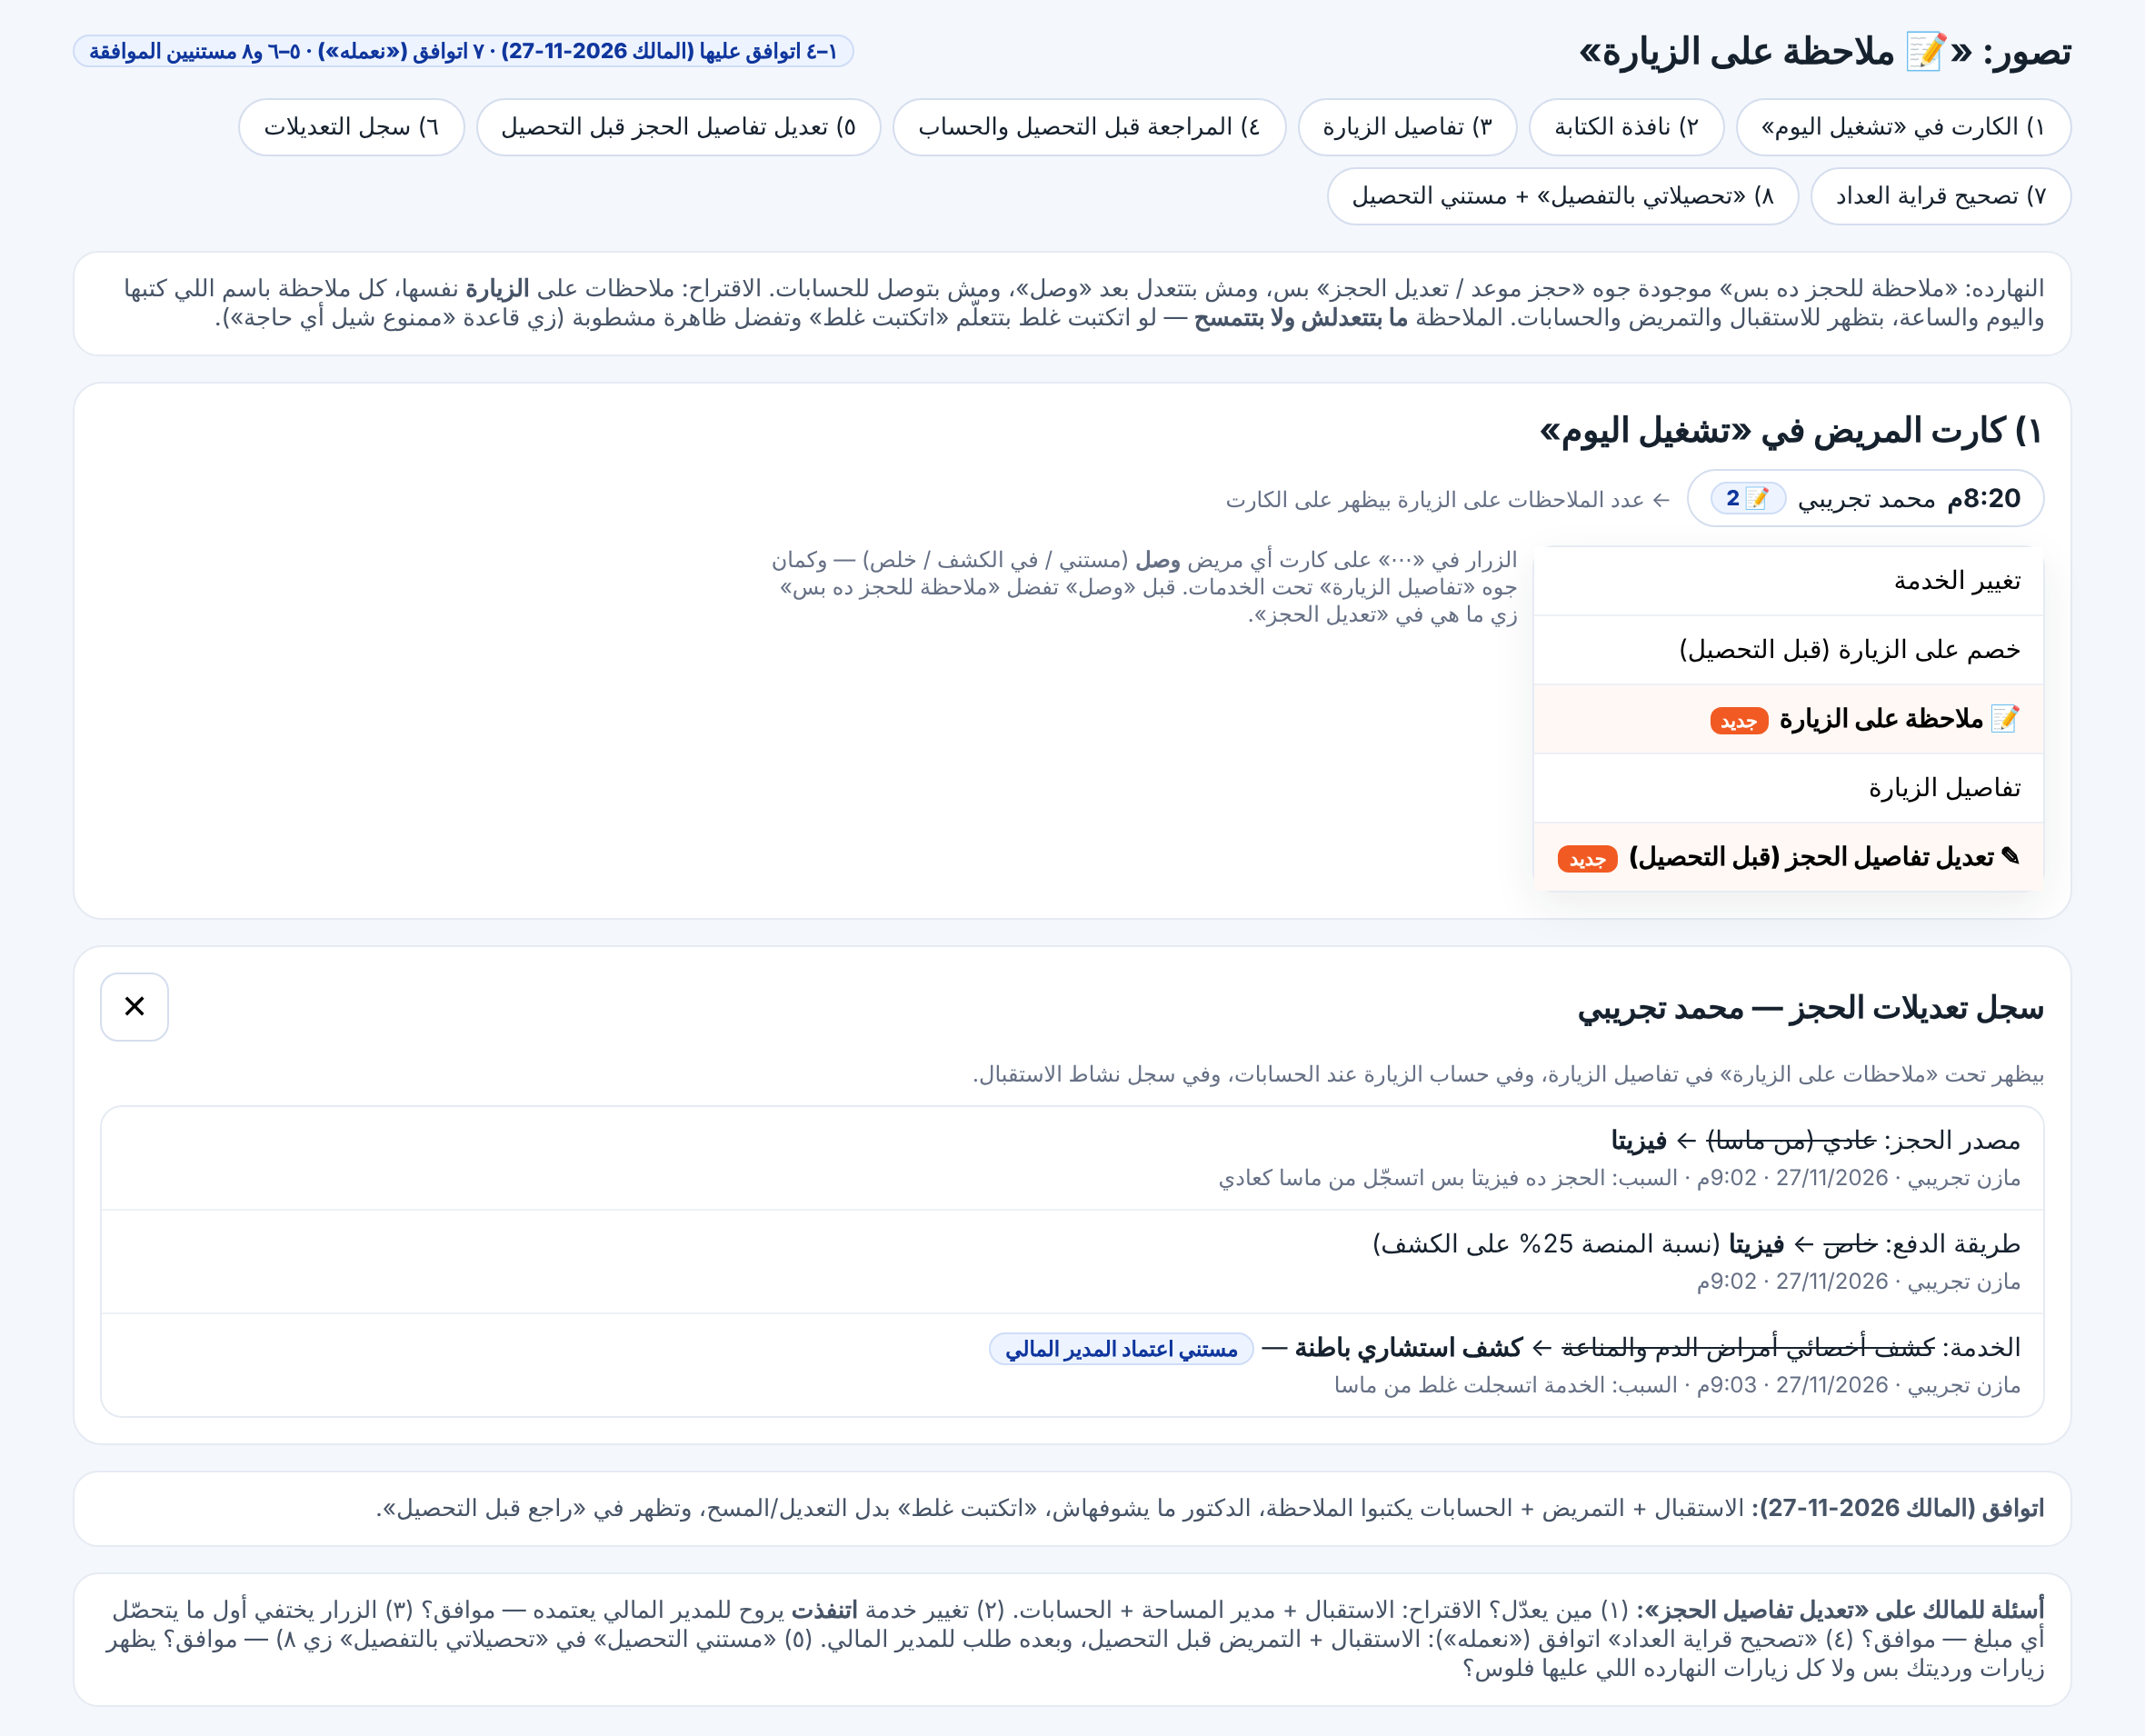 تصور: «📝 ملاحظة على الزيارة»
١–٤ اتوافق عليها (المالك 2026-11-27) · ٧ اتوافق («نعمله») · ٥–٦ و٨ مستنيين الموافقة
١) الكارت في «تشغيل اليوم»
٢) نافذة الكتابة
٣) تفاصيل الزيارة
٤) المراجعة قبل التحصيل والحساب
٥) تعديل تفاصيل الحجز قبل التحصيل
٦) سجل التعديلات
٧) تصحيح قراية العداد
٨) «تحصيلاتي بالتفصيل» + مستني التحصيل
النهارده: «ملاحظة للحجز ده بس» موجودة جوه «حجز موعد / تعديل الحجز» بس، ومش بتتعدل بعد «وصل»، ومش بتوصل للحسابات. الاقتراح: ملاحظات على الزيارة نفسها، كل ملاحظة باسم اللي كتبها
واليوم والساعة، بتظهر للاستقبال والتمريض والحسابات. الملاحظة ما بتتعدلش ولا بتتمسح — لو اتكتبت غلط بتتعلّم «اتكتبت غلط» وتفضل ظاهرة مشطوبة (زي قاعدة «ممنوع شيل أي حاجة»).
١) كارت المريض في «تشغيل اليوم»
8:20م محمد تجريبي 📝 2
← عدد الملاحظات على الزيارة بيظهر على الكارت
تغيير الخدمة
خصم على الزيارة (قبل التحصيل)
📝 ملاحظة على الزيارة جديد
تفاصيل الزيارة
✎ تعديل تفاصيل الحجز (قبل التحصيل) جديد
الزرار في «⋯» على كارت أي مريض وصل (مستني / في الكشف / خلص) — وكمان
جوه «تفاصيل الزيارة» تحت الخدمات. قبل «وصل» تفضل «ملاحظة للحجز ده بس»
زي ما هي في «تعديل الحجز».
سجل تعديلات الحجز — محمد تجريبي
✕
بيظهر تحت «ملاحظات على الزيارة» في تفاصيل الزيارة، وفي حساب الزيارة عند الحسابات، وفي سجل نشاط الاستقبال.
مصدر الحجز: عادي (من ماسا) ← فيزيتا
مازن تجريبي · 27/11/2026 · 9:02م · السبب: الحجز ده فيزيتا بس اتسجّل من ماسا كعادي
طريقة الدفع: خاص ← فيزيتا (نسبة المنصة 25% على الكشف)
مازن تجريبي · 27/11/2026 · 9:02م
الخدمة: كشف أخصائي أمراض الدم والمناعة ← كشف استشاري باطنة — مستني اعتماد المدير المالي
مازن تجريبي · 27/11/2026 · 9:03م · السبب: الخدمة اتسجلت غلط من ماسا
اتوافق (المالك 2026-11-27): الاستقبال + التمريض + الحسابات يكتبوا الملاحظة، الدكتور ما يشوفهاش، «اتكتبت غلط» بدل التعديل/المسح، وتظهر في «راجع قبل التحصيل».
أسئلة للمالك على «تعديل تفاصيل الحجز»: (١) مين يعدّل؟ الاقتراح: الاستقبال + مدير المساحة + الحسابات. (٢) تغيير خدمة اتنفذت يروح للمدير المالي يعتمده — موافق؟ (٣) الزرار يختفي أول ما يتحصّل
أي مبلغ — موافق؟ (٤) «تصحيح قراية العداد» اتوافق («نعمله»): الاستقبال + التمريض قبل التحصيل، وبعده طلب للمدير المالي. (٥) «مستني التحصيل» في «تحصيلاتي بالتفصيل» زي ٨) — موافق؟ يظهر
زيارات ورديتك بس ولا كل زيارات النهارده اللي عليها فلوس؟